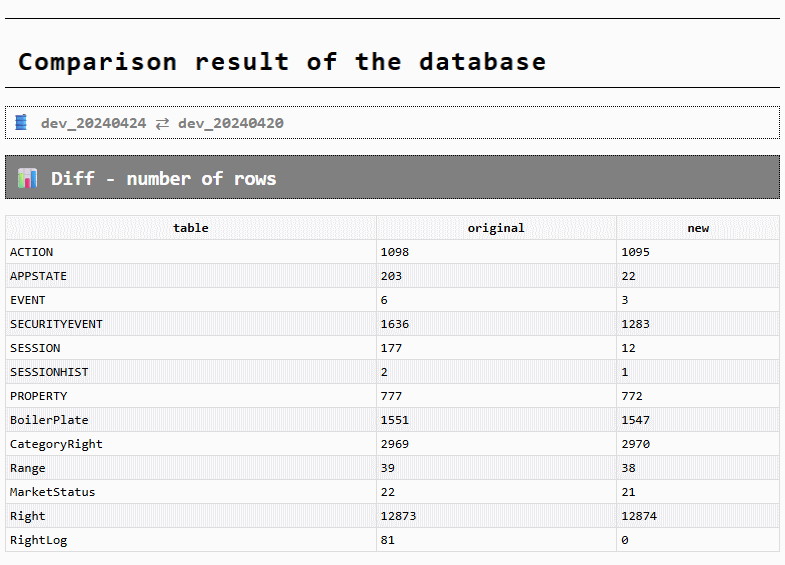 Comparison result of the database
dev_20240424 ⇄ dev_20240420
Diff - number of rows
table original new
ACTION 1098 1095
APPSTATE 203 22
EVENT 6 3
SECURITYEVENT 1636 1283
SESSION 177 12
SESSIONHIST 2 1
PROPERTY 777 772
BoilerPlate 1551 1547
CategoryRight 2969 2970
Range 39 38
MarketStatus 22 21
Right 12873 12874
RightLog 81 0